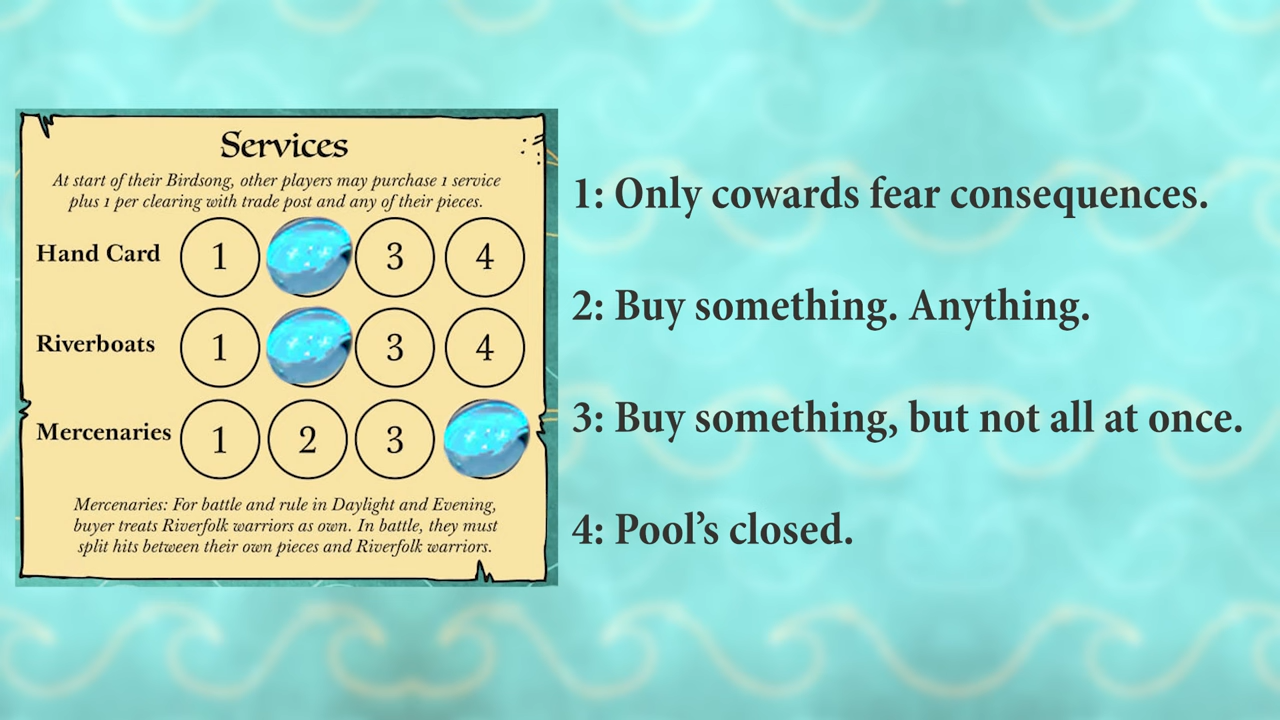 Services
At start of their Birdsong, other players may purchase 1 service
plus 1 per clearing with trade post and any of their pieces.
Hand Card 1 3 4
Riverboats 1 3 4
Mercenaries 1 2 3
Mercenaries: For battle and rule in Daylight and Evening,
buyer treats Riverfolk warriors as own. In battle, they must
split hits between their own pieces and Riverfolk warriors.
1: Only cowards fear consequences.
2: Buy something. Anything.
3: Buy something, but not all at once.
4: Pool’s closed.